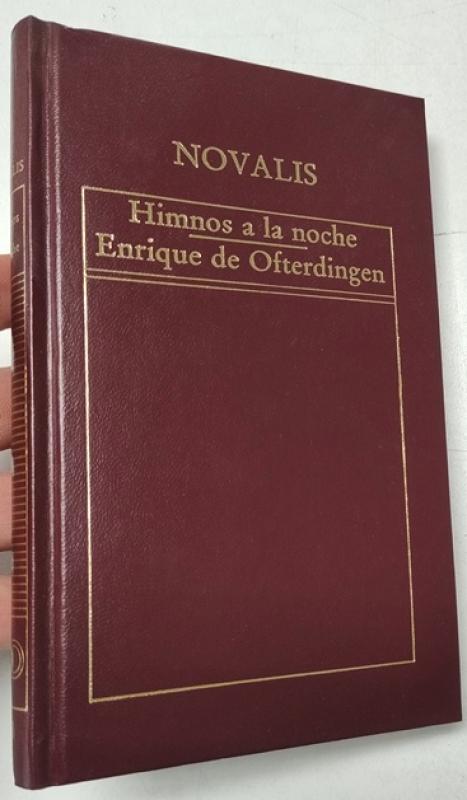 NOVALIS
Himnos a la noche
Enrique de Ofterdingen